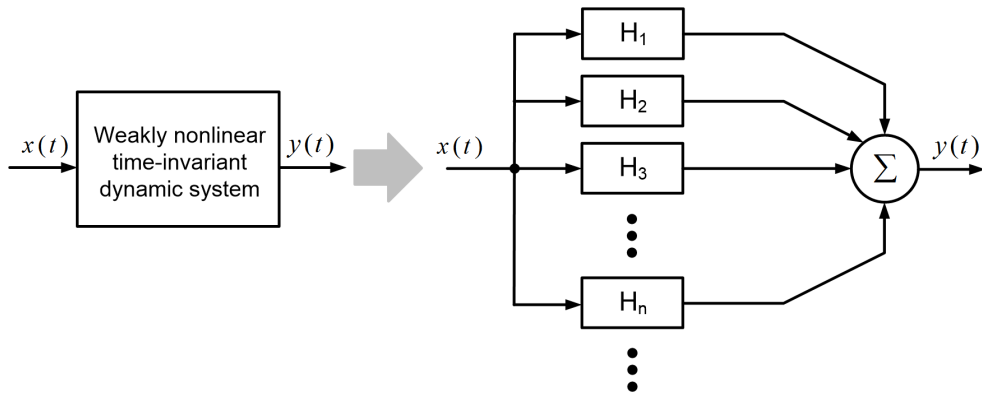 x(t)
Weakly nonlinear
time-invariant
dynamic system
y(t)
x(t)
H1
H2
H3
Hn
Σ
y(t)